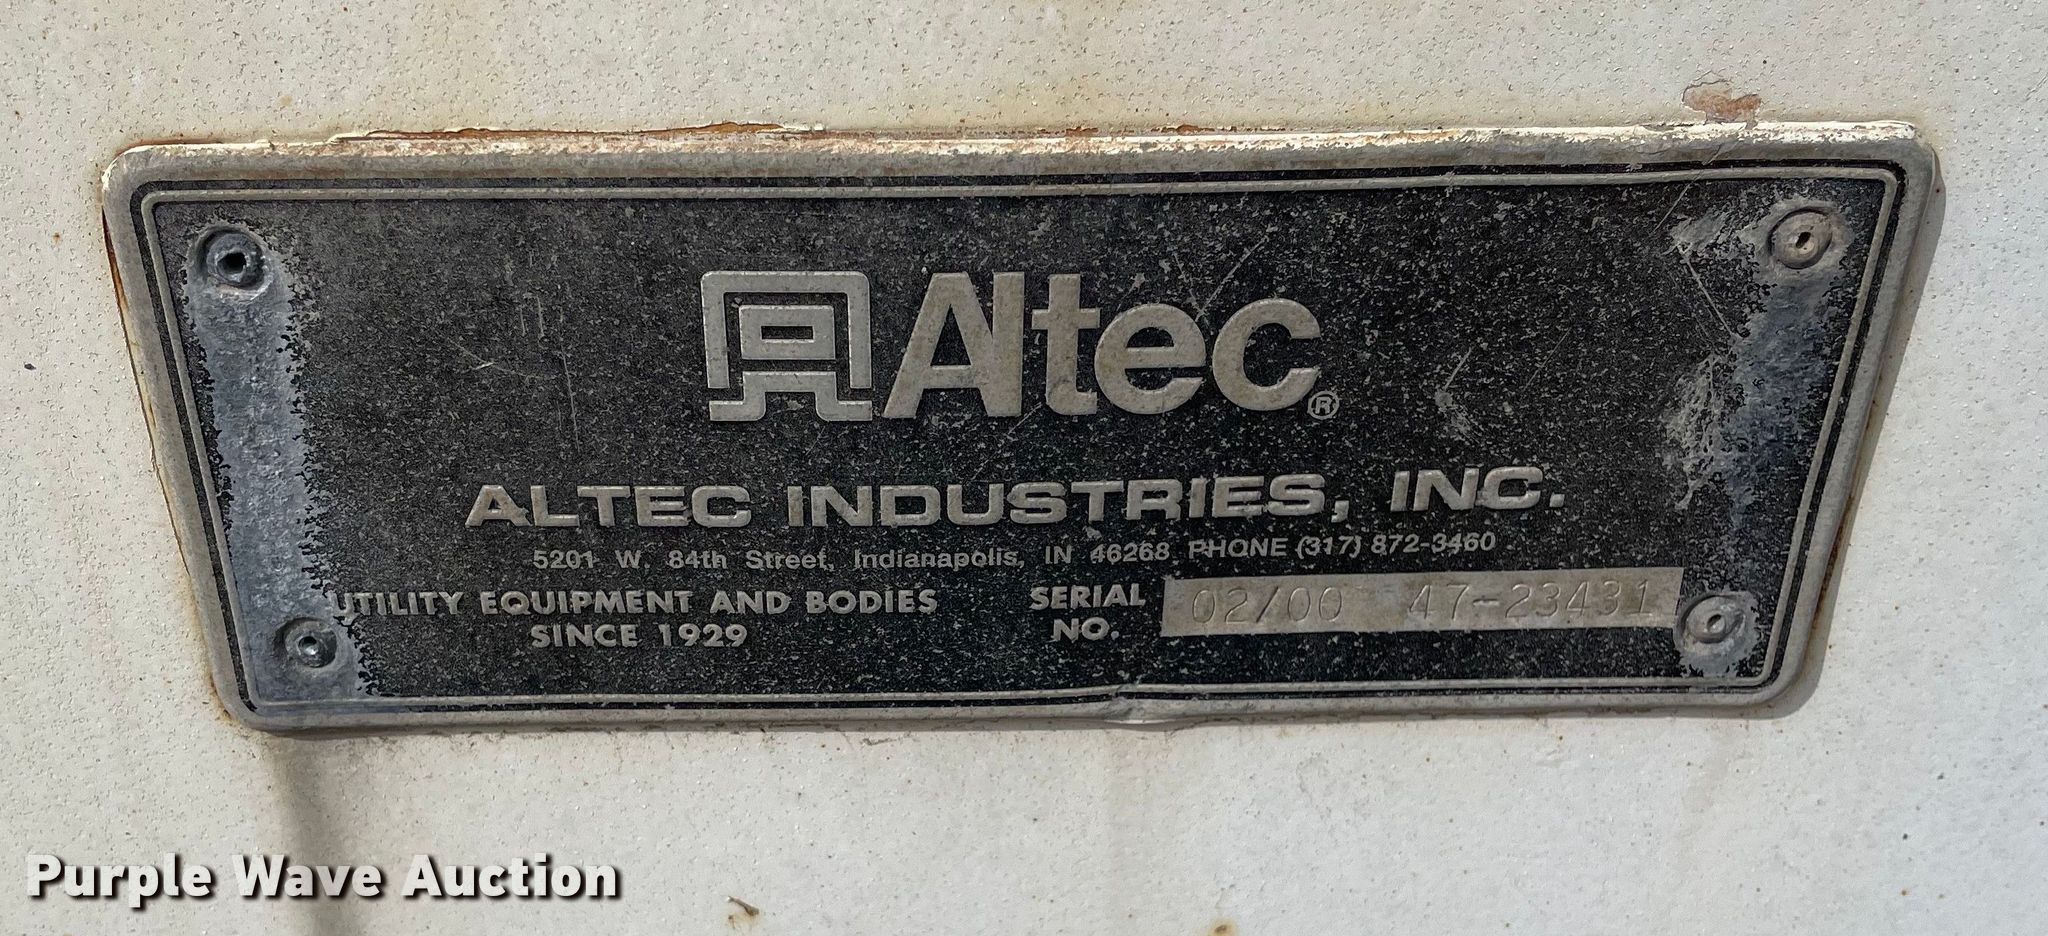 Altec®
ALTEC INDUSTRIES, INC.
5201 W. 84th Street, Indianapolis, IN 46268 PHONE (317) 872-3460
UTILITY EQUIPMENT AND BODIES
SINCE 1929
SERIAL
NO.
02/00 47-23431
Purple Wave Auction